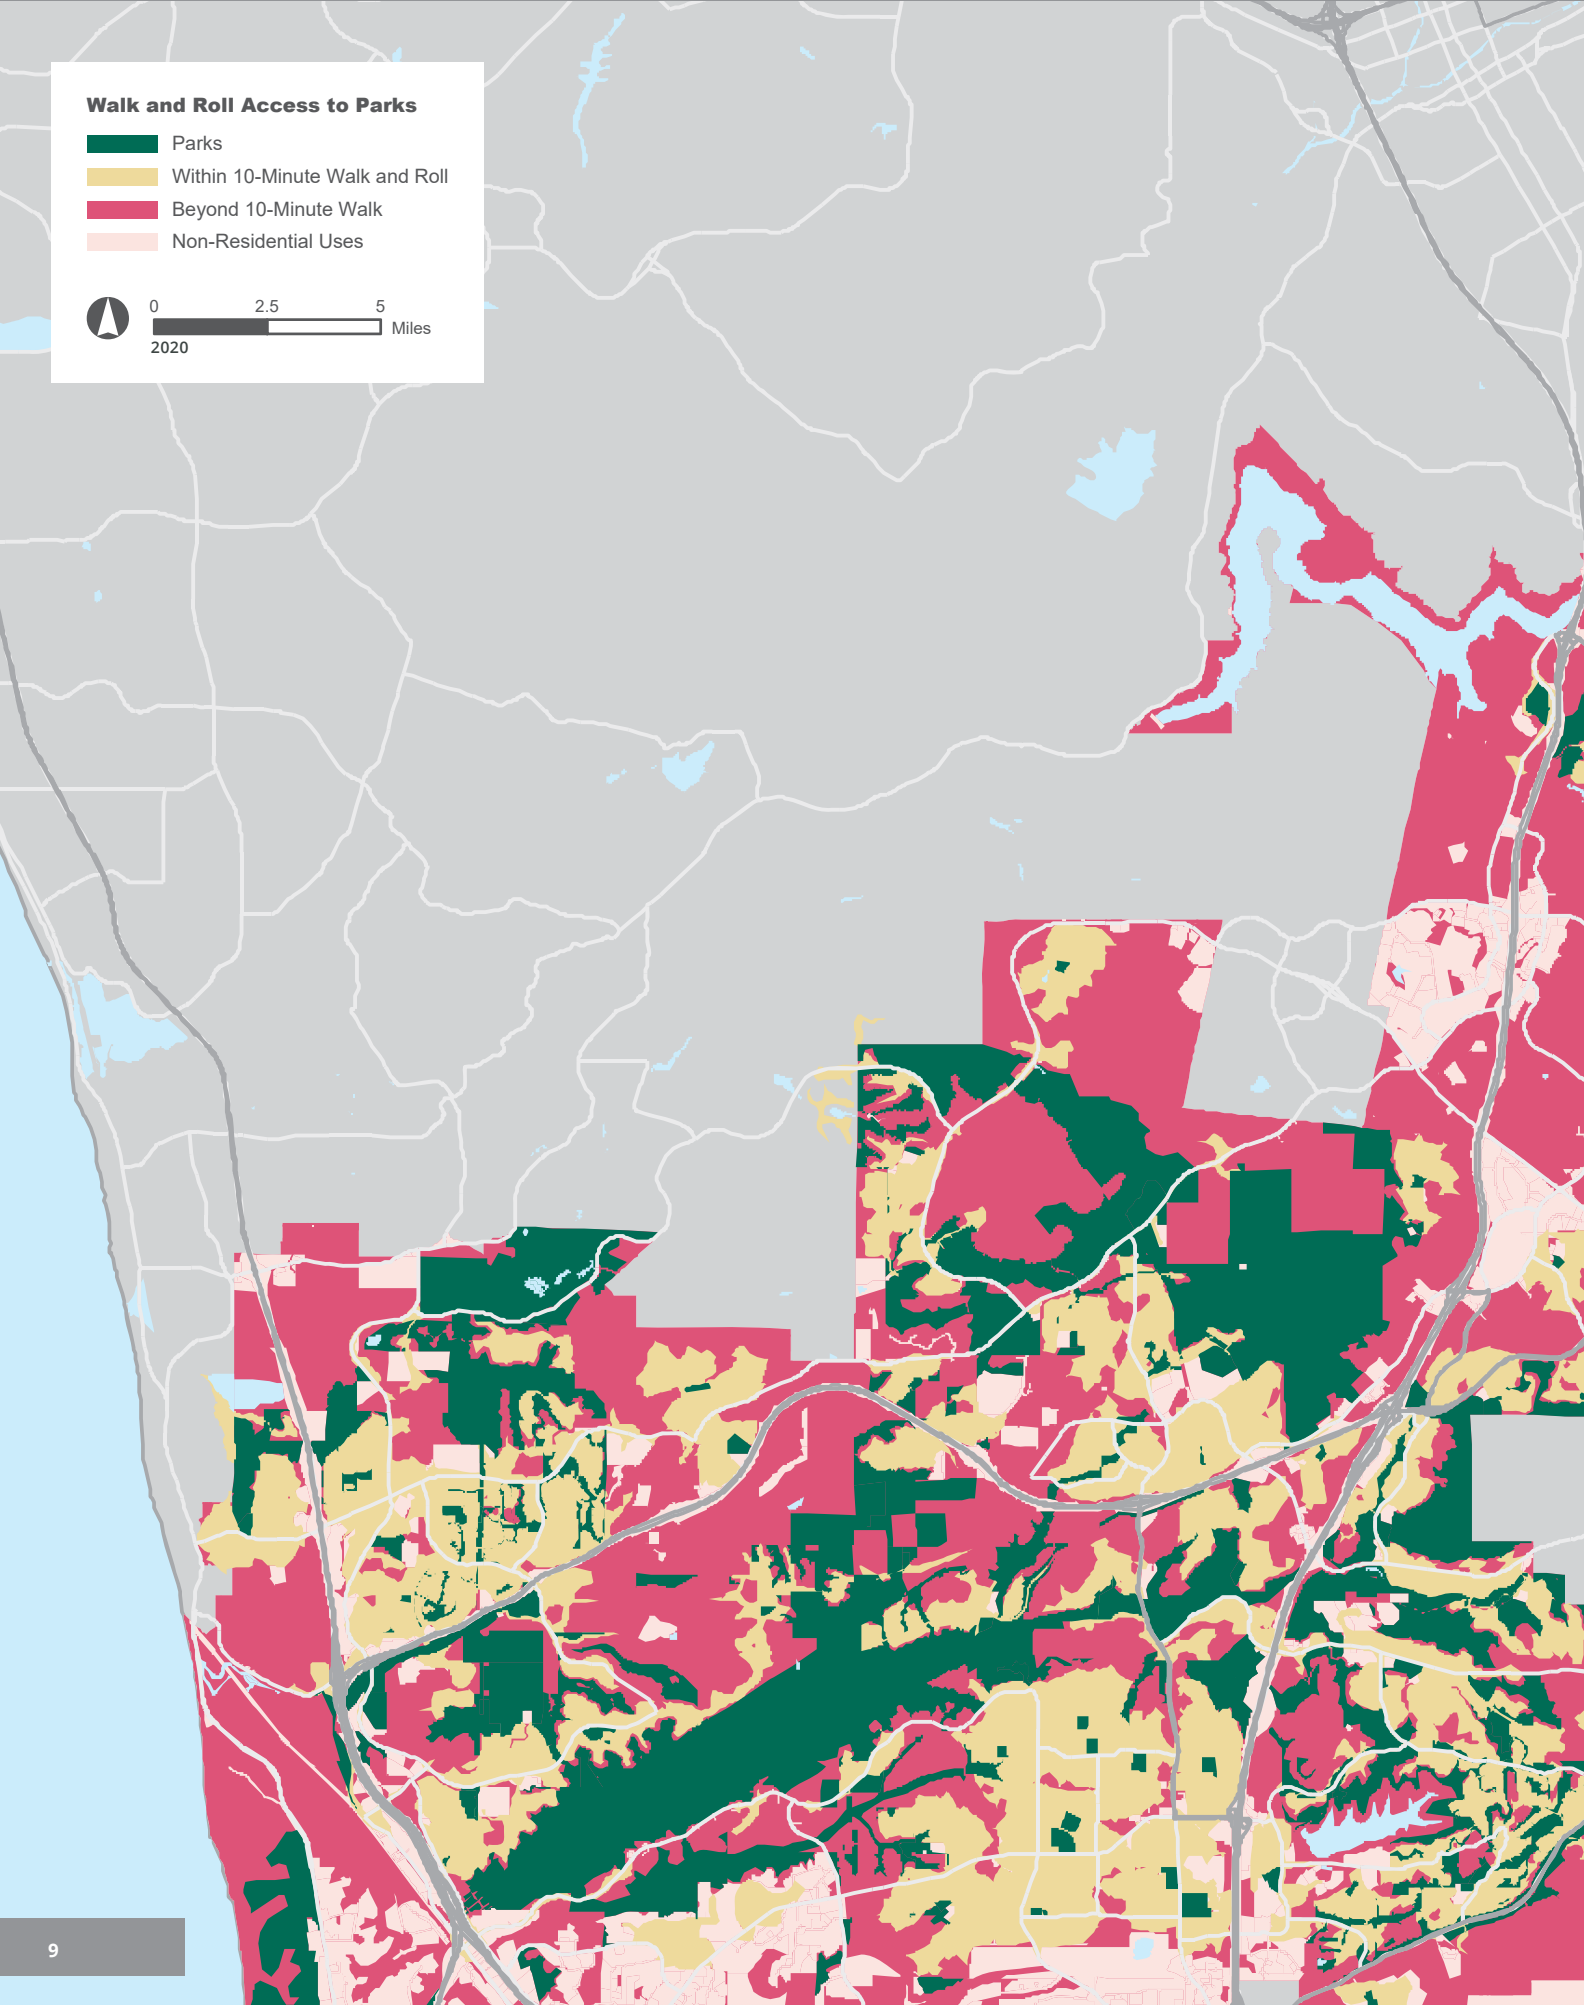 Walk and Roll Access to Parks
Parks
Within 10-Minute Walk and Roll
Beyond 10-Minute Walk
Non-Residential Uses
0 2.5 5
Miles
2020
9